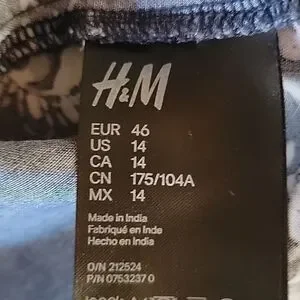 H&M
EUR 46
US 14
CA 14
CN 175/104A
MX 14
Made in India
Fabriqué en Inde
Hecho en India
O/N 212524
P/N 0753237 0